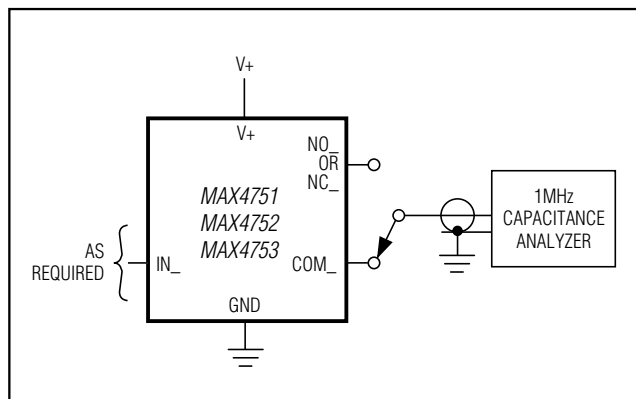 V+
V+
NO_
OR
NC_
MAX4751
MAX4752
MAX4753
AS
REQUIRED
IN_
COM_
GND
1MHz
CAPACITANCE
ANALYZER